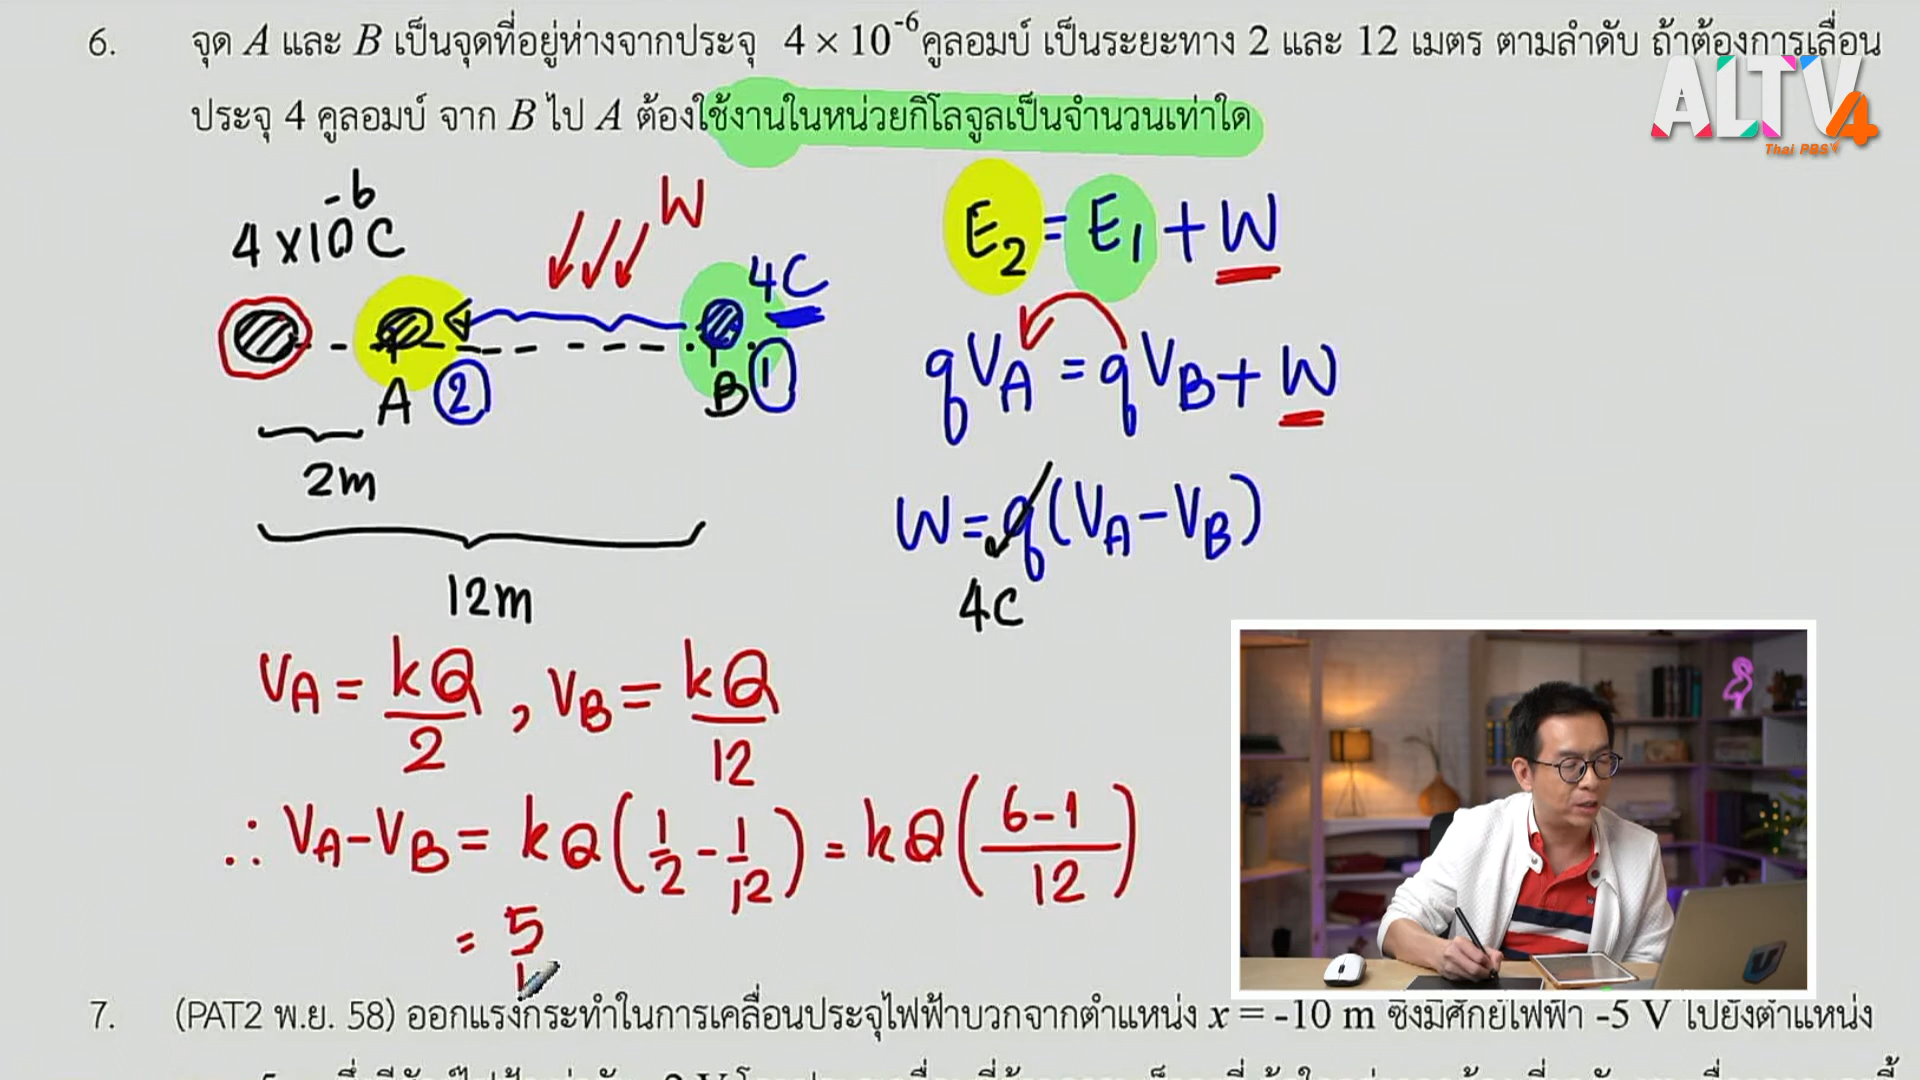 6. จุด A และ B เป็นจุดที่อยู่ห่างจากประจุ 4 × 10⁻⁶ คูลอมบ์ เป็นระยะทาง 2 และ 12 เมตร ตามลำดับ ถ้าต้องการเลื่อน
ประจุ 4 คูลอมบ์ จาก B ไป A ต้องใช้งานในหน่วยกิโลจูลเป็นจำนวนเท่าใด
ALTV4
Thai PBS
4×10⁻⁶C
W
4C
A ② B ①
2m
12m
E₂ = E₁ + W
qV_A = qV_B + W
W = q(V_A − V_B)
4C
V_A = kQ/2 , V_B = kQ/12
∴ V_A − V_B = kQ(1/2 − 1/12) = kQ(6−1/12)
= 5
7. (PAT2 พ.ย. 58) ออกแรงกระทำในการเคลื่อนประจุไฟฟ้าบวกจากตำแหน่ง x = -10 m ซึ่งมีศักย์ไฟฟ้า -5 V ไปยังตำแหน่ง